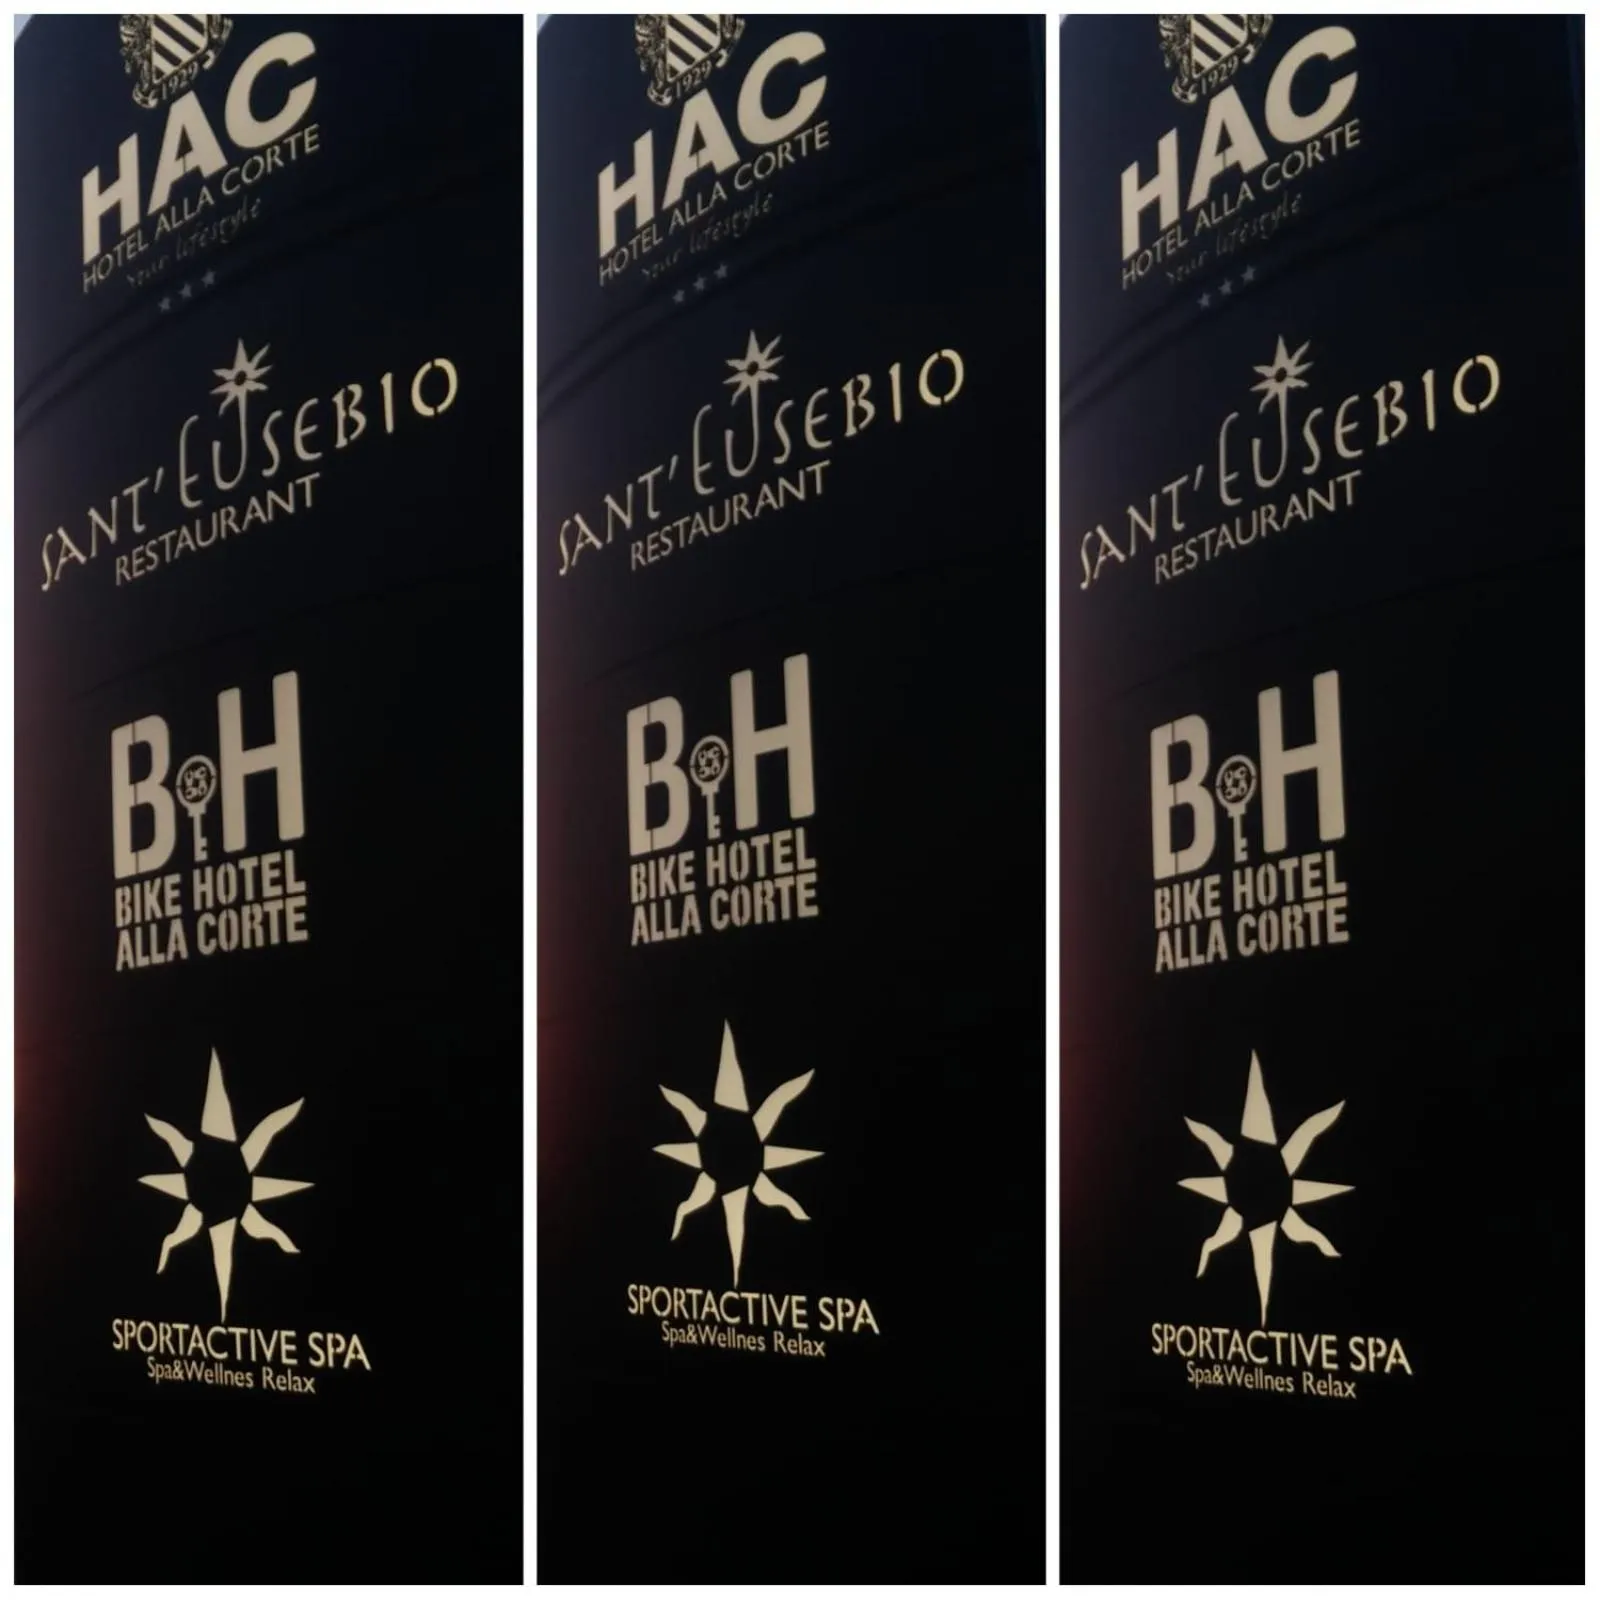 1929
HAC
HOTEL ALLA CORTE
Your lifestyle
SANT'EUSEBIO
RESTAURANT
BH
BIKE HOTEL
ALLA CORTE
SPORTACTIVE SPA
Spa&Wellnes Relax
1929
HAC
HOTEL ALLA CORTE
Your lifestyle
SANT'EUSEBIO
RESTAURANT
BH
BIKE HOTEL
ALLA CORTE
SPORTACTIVE SPA
Spa&Wellnes Relax
1929
HAC
HOTEL ALLA CORTE
Your lifestyle
SANT'EUSEBIO
RESTAURANT
BH
BIKE HOTEL
ALLA CORTE
SPORTACTIVE SPA
Spa&Wellnes Relax